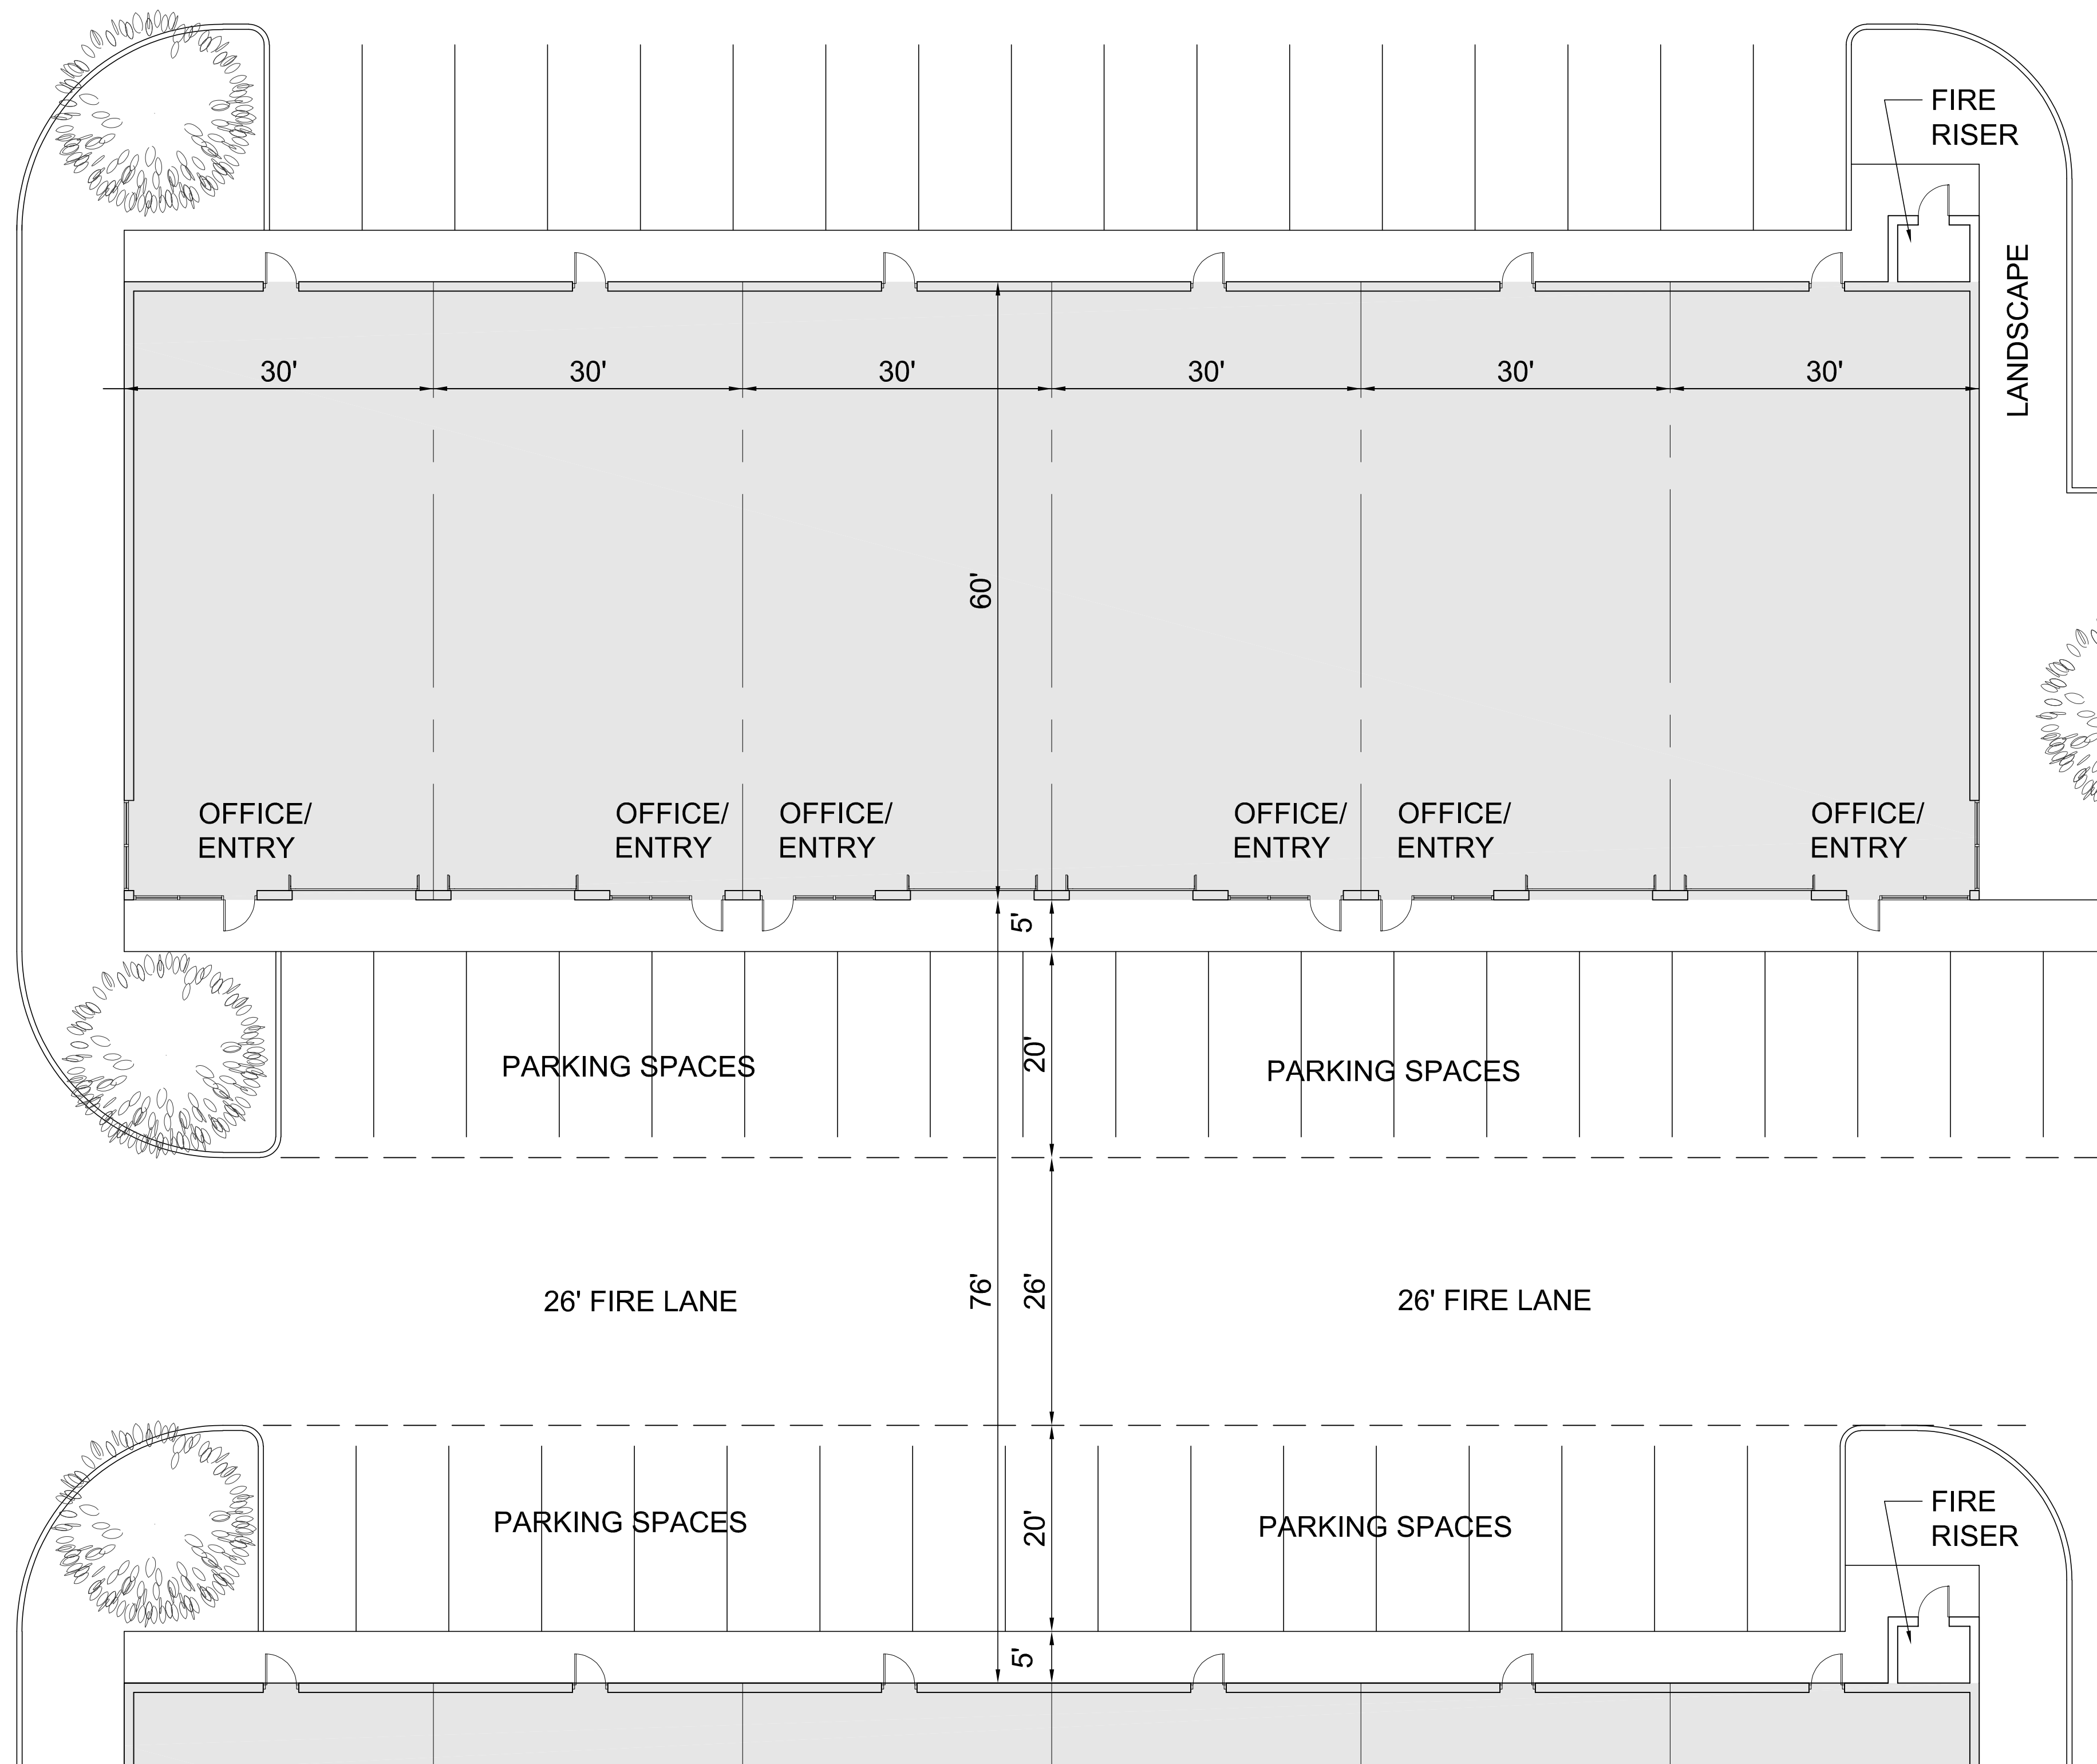 FIRE
RISER
LANDSCAPE
30'
30'
30'
30'
30'
30'
60'
OFFICE/
ENTRY
OFFICE/
ENTRY
OFFICE/
ENTRY
OFFICE/
ENTRY
OFFICE/
ENTRY
OFFICE/
ENTRY
5'
20'
PARKING SPACES
PARKING SPACES
76'
26'
26' FIRE LANE
26' FIRE LANE
PARKING SPACES
20'
PARKING SPACES
FIRE
RISER
5'